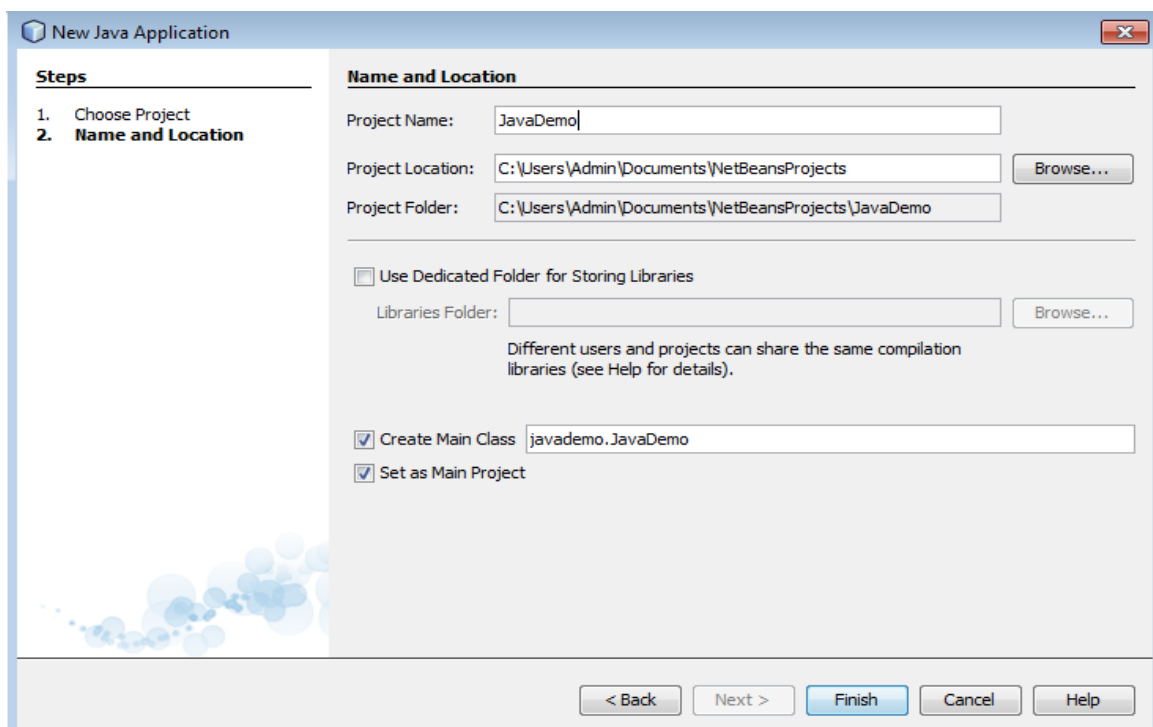 New Java Application
Steps
1. Choose Project
2. Name and Location
Name and Location
Project Name: JavaDemo
Project Location: C:\Users\Admin\Documents\NetBeansProjects Browse...
Project Folder: C:\Users\Admin\Documents\NetBeansProjects\JavaDemo
Use Dedicated Folder for Storing Libraries
Libraries Folder: Browse...
Different users and projects can share the same compilation
libraries (see Help for details).
Create Main Class javademo.JavaDemo
Set as Main Project
< Back Next > Finish Cancel Help